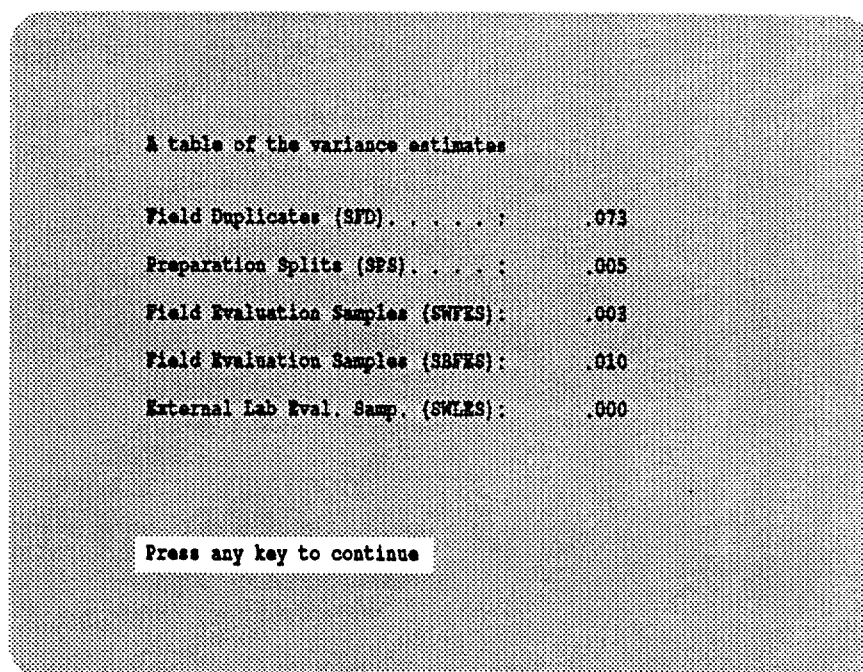 A table of the variance estimates
Field Duplicates (SFD). . . . . : .073
Preparation Splits (SPS). . . . : .005
Field Evaluation Samples (SWFES): .003
Field Evaluation Samples (SBFES): .010
External Lab Eval. Samp. (SWLES): .000
Press any key to continue